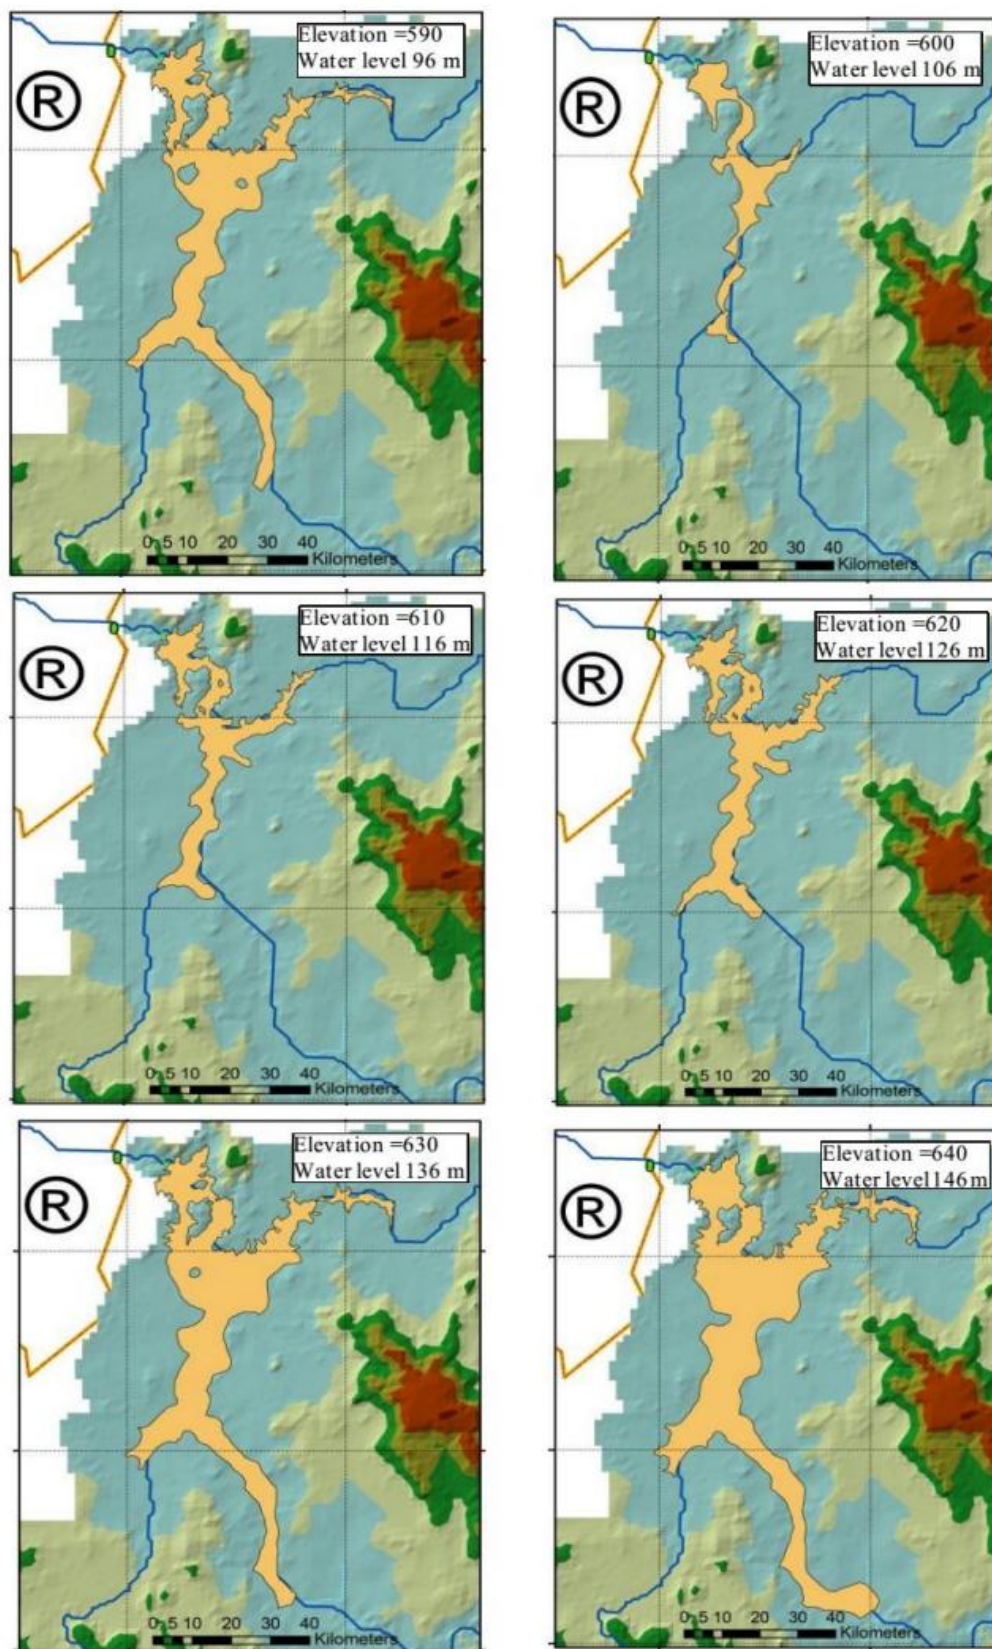 Elevation =590
Water level 96 m
R
0 5 10 20 30 40
Kilometers
Elevation =600
Water level 106 m
R
0 5 10 20 30 40
Kilometers
Elevation =610
Water level 116 m
R
0 5 10 20 30 40
Kilometers
Elevation =620
Water level 126 m
R
0 5 10 20 30 40
Kilometers
Elevation =630
Water level 136 m
R
0 5 10 20 30 40
Kilometers
Elevation =640
Water level 146 m
R
0 5 10 20 30 40
Kilometers